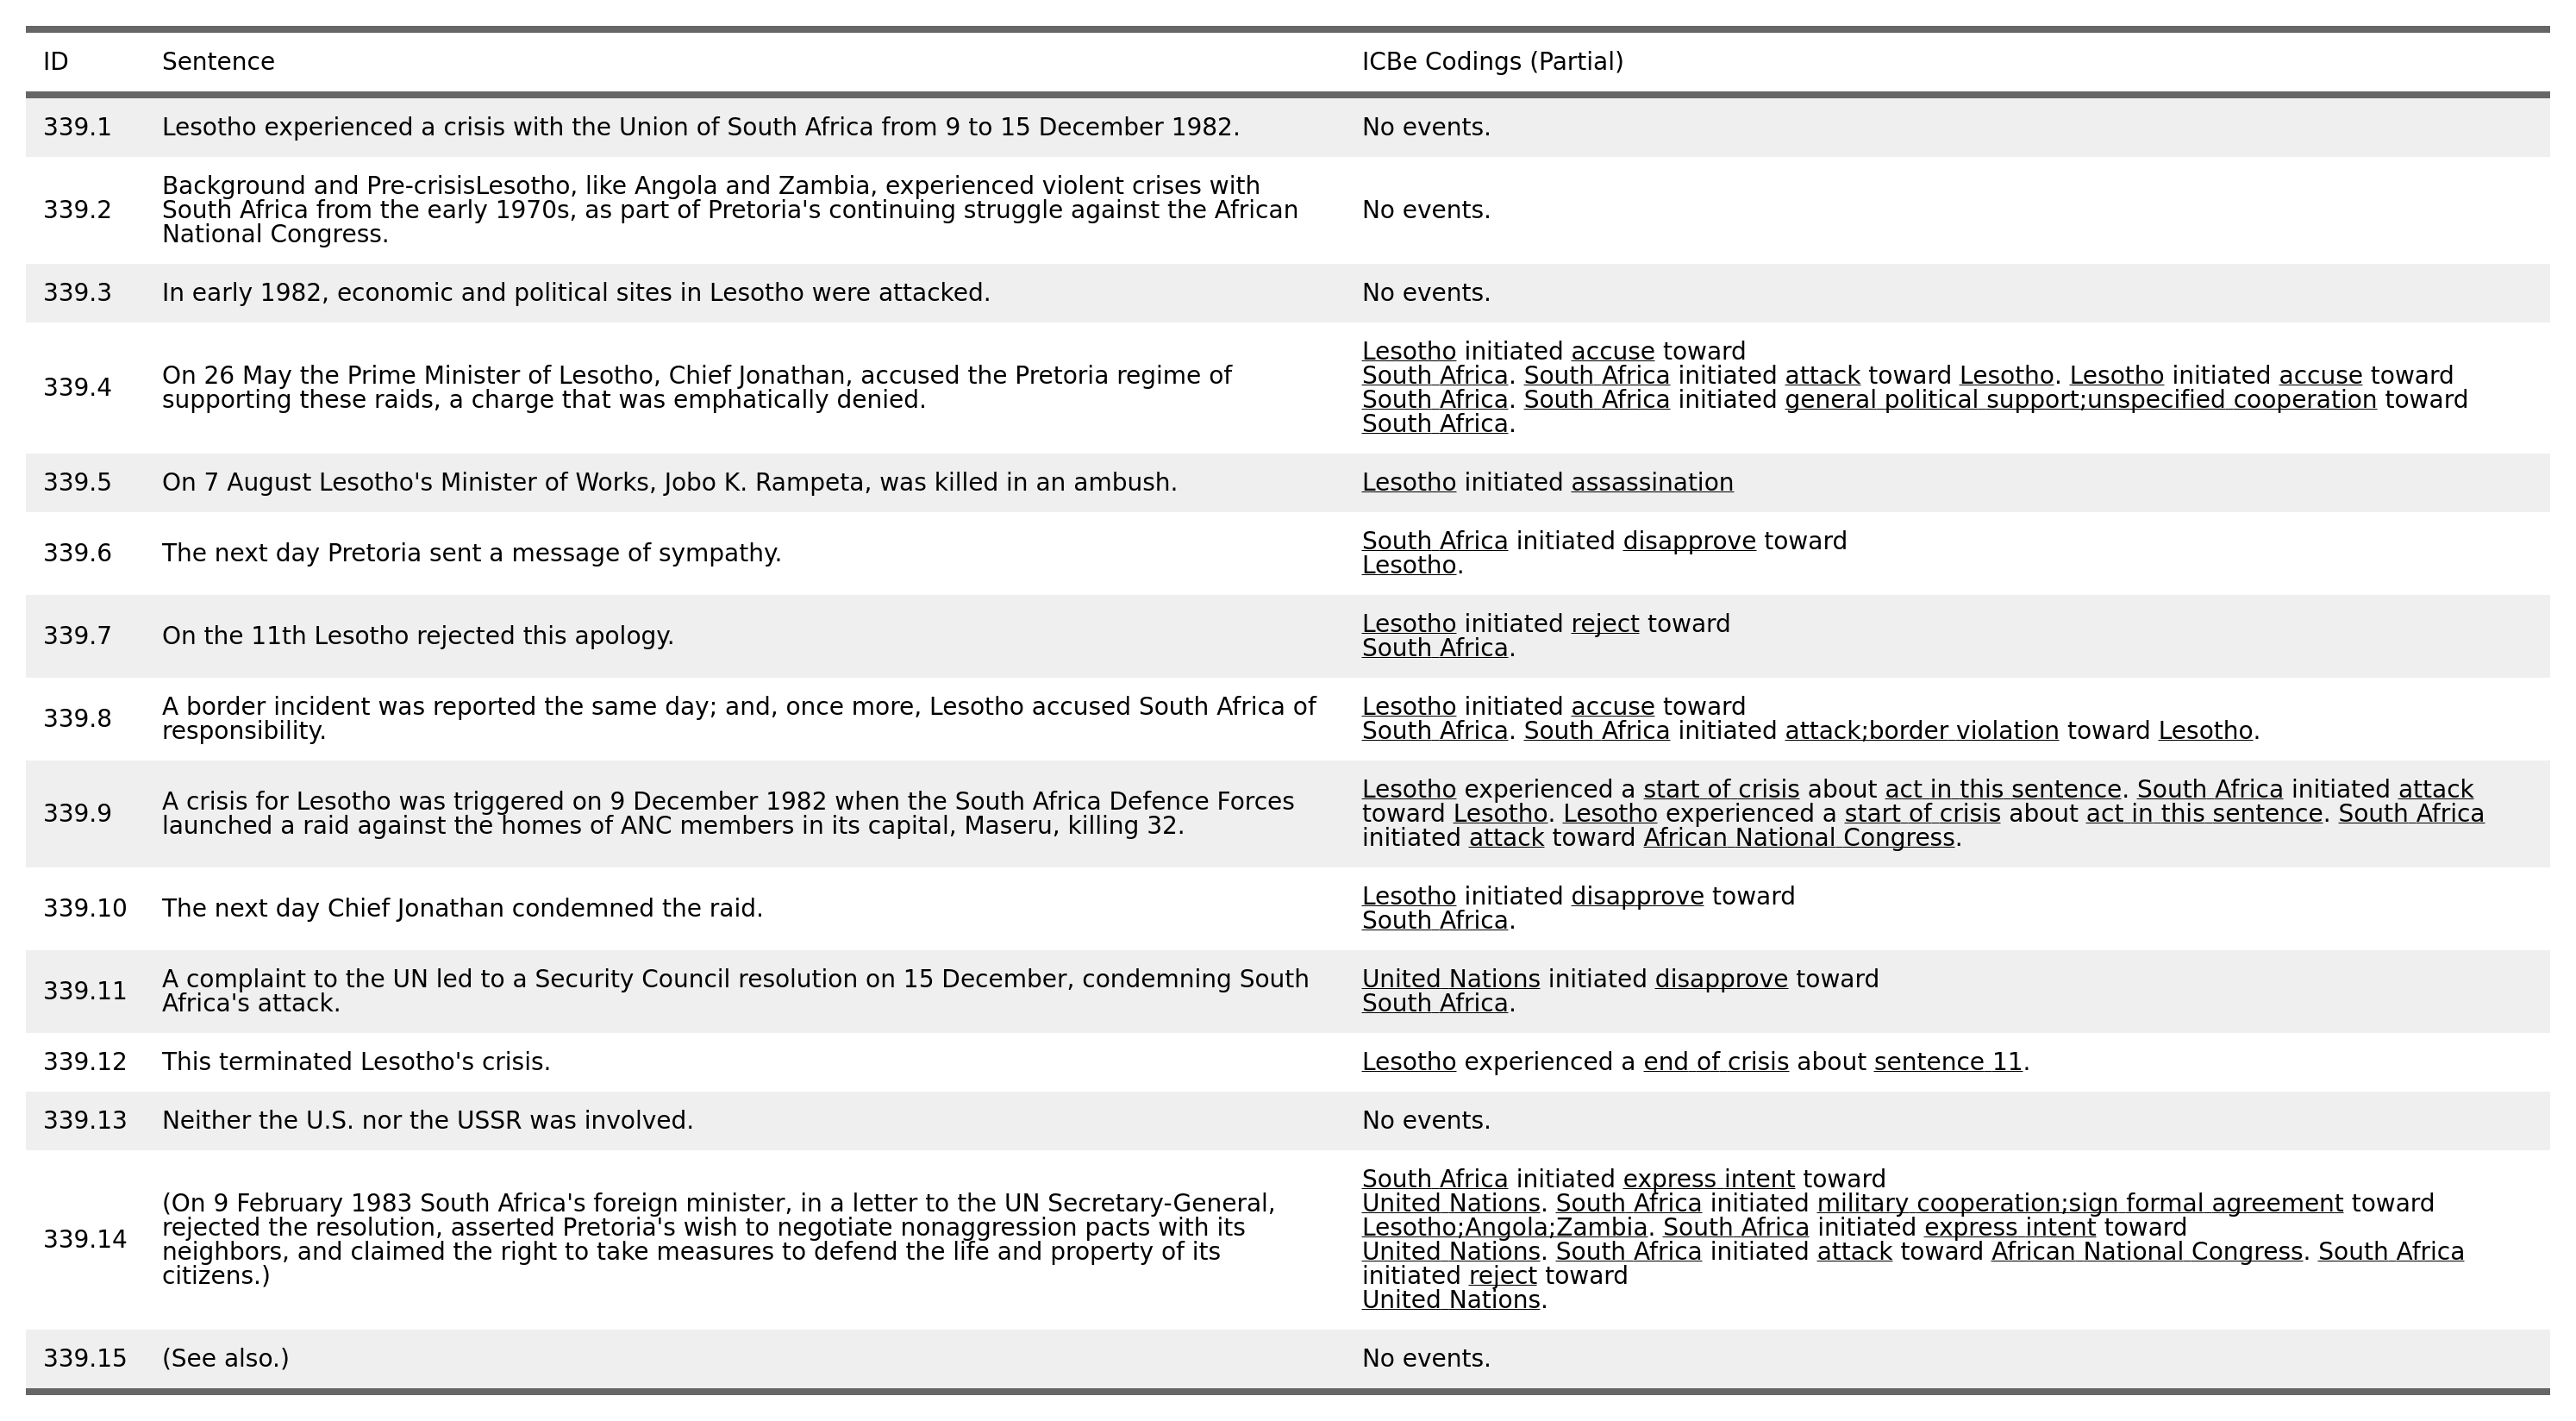 ID Sentence ICBe Codings (Partial)
339.1 Lesotho experienced a crisis with the Union of South Africa from 9 to 15 December 1982. No events.
339.2 Background and Pre-crisisLesotho, like Angola and Zambia, experienced violent crises with
South Africa from the early 1970s, as part of Pretoria's continuing struggle against the African
National Congress.
No events.
339.3 In early 1982, economic and political sites in Lesotho were attacked. No events.
339.4 On 26 May the Prime Minister of Lesotho, Chief Jonathan, accused the Pretoria regime of
supporting these raids, a charge that was emphatically denied.
Lesotho initiated accuse toward
South Africa. South Africa initiated attack toward Lesotho. Lesotho initiated accuse toward
South Africa. South Africa initiated general political support;unspecified cooperation toward
South Africa.
339.5 On 7 August Lesotho's Minister of Works, Jobo K. Rampeta, was killed in an ambush. Lesotho initiated assassination
339.6 The next day Pretoria sent a message of sympathy.
South Africa initiated disapprove toward
Lesotho.
339.7 On the 11th Lesotho rejected this apology.
Lesotho initiated reject toward
South Africa.
339.8 A border incident was reported the same day; and, once more, Lesotho accused South Africa of
responsibility.
Lesotho initiated accuse toward
South Africa. South Africa initiated attack;border violation toward Lesotho.
339.9 A crisis for Lesotho was triggered on 9 December 1982 when the South Africa Defence Forces
launched a raid against the homes of ANC members in its capital, Maseru, killing 32.
Lesotho experienced a start of crisis about act in this sentence. South Africa initiated attack
toward Lesotho. Lesotho experienced a start of crisis about act in this sentence. South Africa
initiated attack toward African National Congress.
339.10 The next day Chief Jonathan condemned the raid.
Lesotho initiated disapprove toward
South Africa.
339.11 A complaint to the UN led to a Security Council resolution on 15 December, condemning South
Africa's attack.
United Nations initiated disapprove toward
South Africa.
339.12 This terminated Lesotho's crisis. Lesotho experienced a end of crisis about sentence 11.
339.13 Neither the U.S. nor the USSR was involved. No events.
339.14 (On 9 February 1983 South Africa's foreign minister, in a letter to the UN Secretary-General,
rejected the resolution, asserted Pretoria's wish to negotiate nonaggression pacts with its
neighbors, and claimed the right to take measures to defend the life and property of its
citizens.)
South Africa initiated express intent toward
United Nations. South Africa initiated military cooperation;sign formal agreement toward
Lesotho;Angola;Zambia. South Africa initiated express intent toward
United Nations. South Africa initiated attack toward African National Congress. South Africa
initiated reject toward
United Nations.
339.15 (See also.) No events.